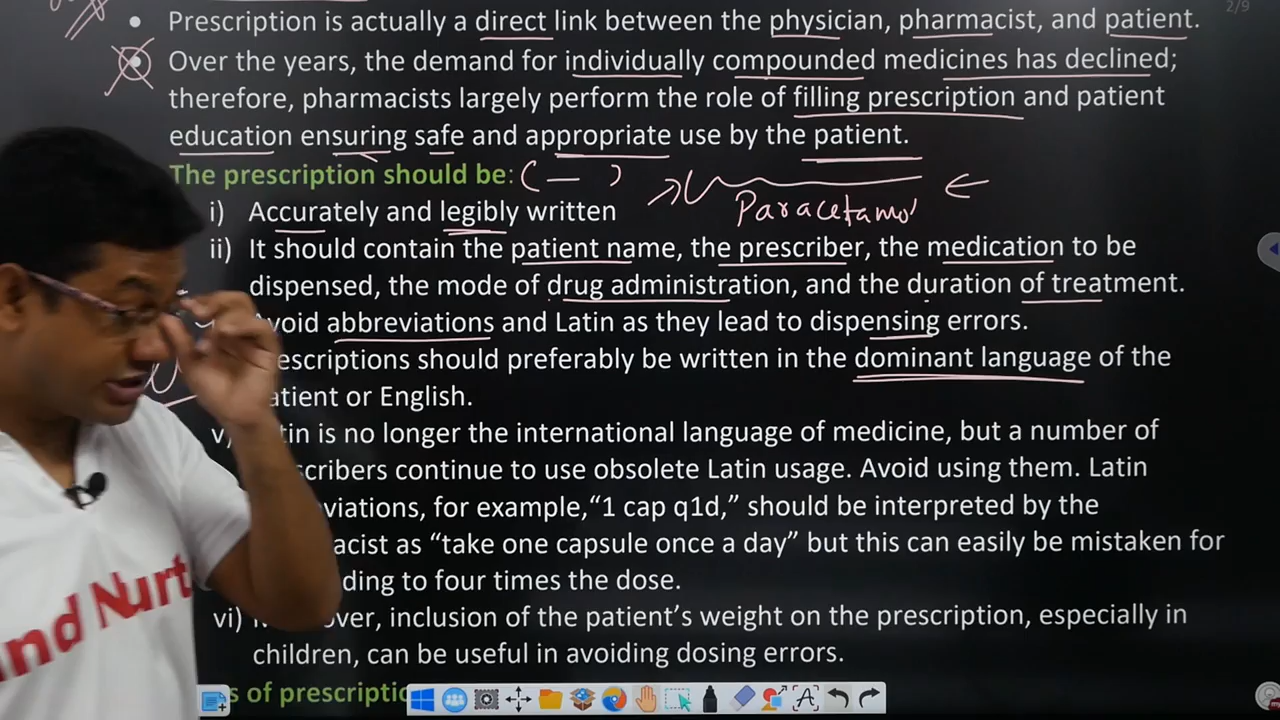 2/9
• Prescription is actually a direct link between the physician, pharmacist, and patient.
• Over the years, the demand for individually compounded medicines has declined;
therefore, pharmacists largely perform the role of filling prescription and patient
education ensuring safe and appropriate use by the patient.
The prescription should be: ( — )
Paracetamol
i) Accurately and legibly written
ii) It should contain the patient name, the prescriber, the medication to be
dispensed, the mode of drug administration, and the duration of treatment.
void abbreviations and Latin as they lead to dispensing errors.
escriptions should preferably be written in the dominant language of the
atient or English.
v) tin is no longer the international language of medicine, but a number of
scribers continue to use obsolete Latin usage. Avoid using them. Latin
viations, for example,“1 cap q1d,” should be interpreted by the
acist as “take one capsule once a day” but this can easily be mistaken for
ding to four times the dose.
vi) over, inclusion of the patient’s weight on the prescription, especially in
children, can be useful in avoiding dosing errors.
s of prescriptio
nd Nurt